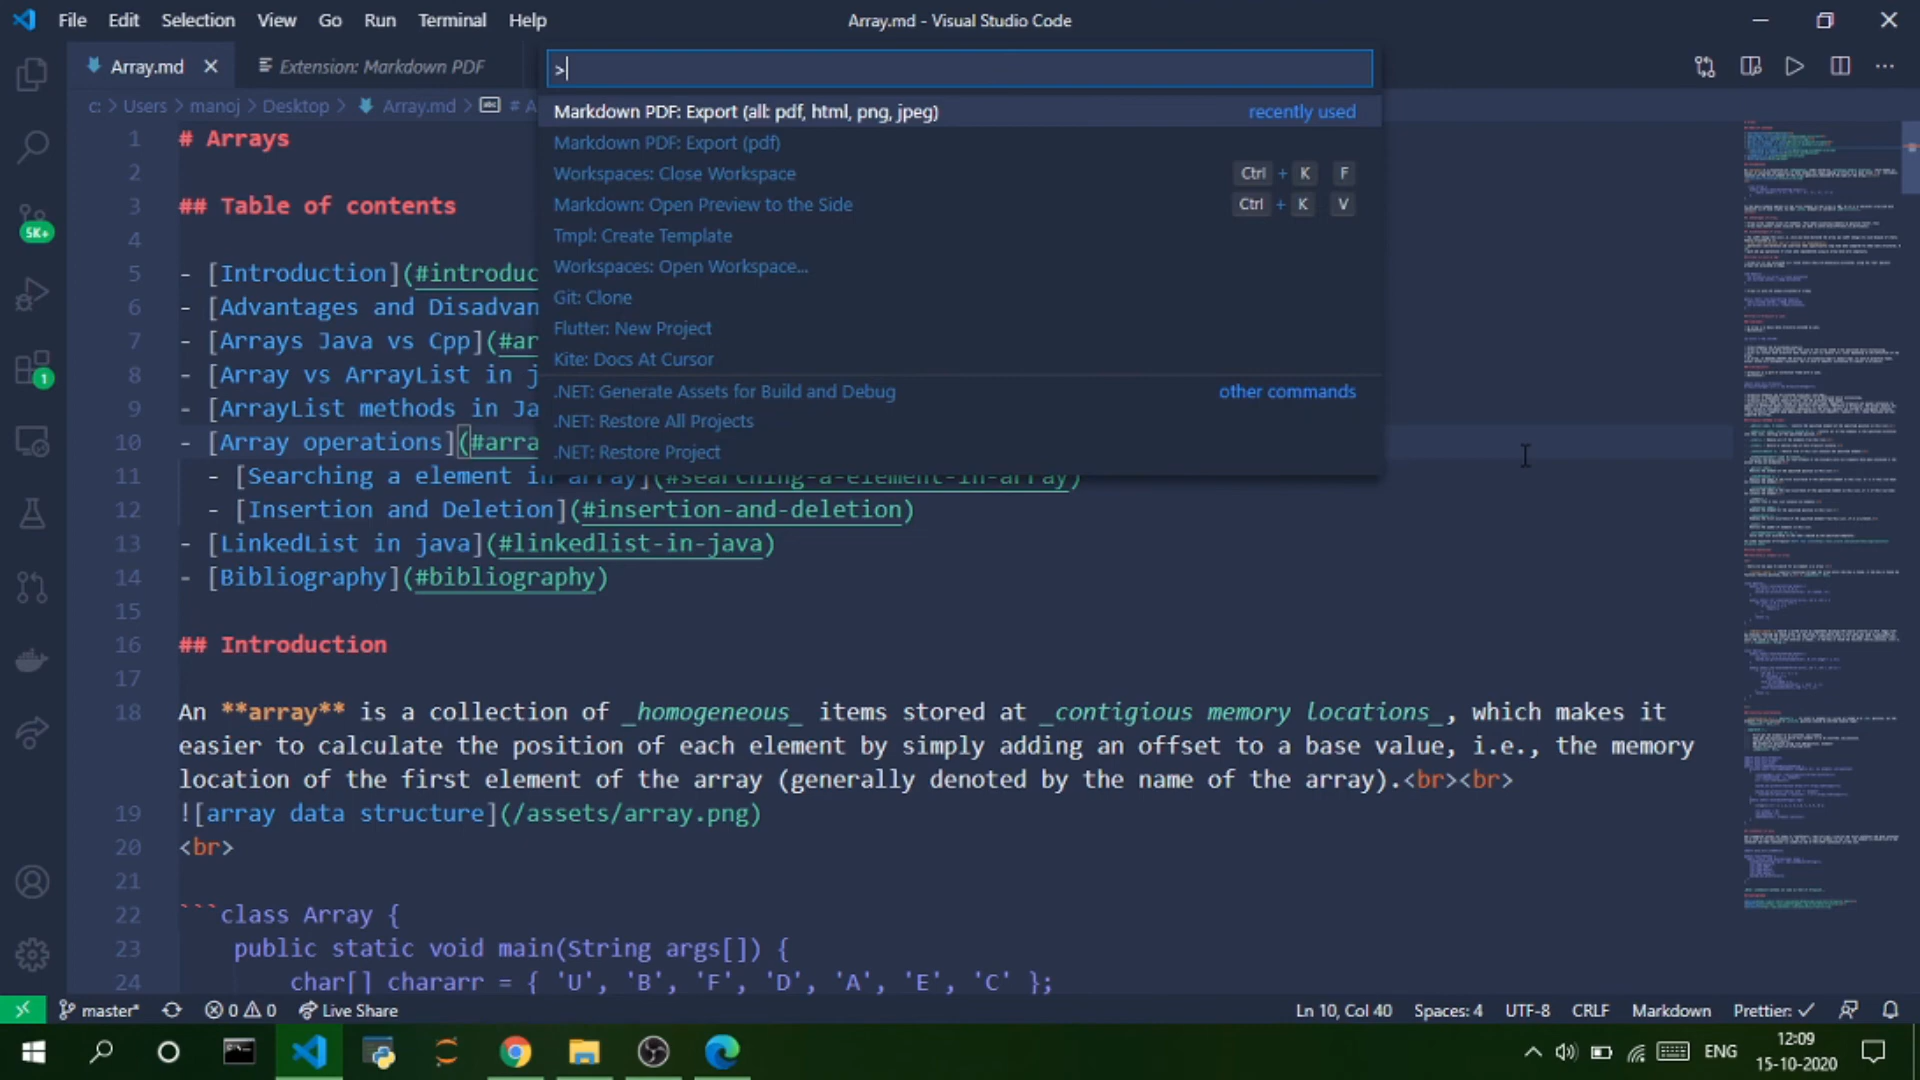 File Edit Selection View Go Run Terminal Help
Array.md - Visual Studio Code
Array.md
Extension: Markdown PDF
>
c: > Users > manoj > Desktop > Array.md > abc # A
Markdown PDF: Export (all: pdf, html, png, jpeg) recently used
Markdown PDF: Export (pdf)
Workspaces: Close Workspace Ctrl + K F
Markdown: Open Preview to the Side Ctrl + K V
Tmpl: Create Template
Workspaces: Open Workspace...
Git: Clone
Flutter: New Project
Kite: Docs At Cursor
.NET: Generate Assets for Build and Debug other commands
.NET: Restore All Projects
.NET: Restore Project
5K+
1
1 # Arrays
2
3 ## Table of contents
4
5 - [Introduction](#introduc
6 - [Advantages and Disadvan
7 - [Arrays Java vs Cpp](#ar
8 - [Array vs ArrayList in j
9 - [ArrayList methods in Ja
10 - [Array operations](#arra
11 - [Searching a element in array](#searching-a-element-in-array)
12 - [Insertion and Deletion](#insertion-and-deletion)
13 - [LinkedList in java](#linkedlist-in-java)
14 - [Bibliography](#bibliography)
15
16 ## Introduction
17
18 An **array** is a collection of _homogeneous_ items stored at _contigious memory locations_, which makes it
easier to calculate the position of each element by simply adding an offset to a base value, i.e., the memory
location of the first element of the array (generally denoted by the name of the array).<br><br>
19 ![array data structure](/assets/array.png)
20 <br>
21
22 ```class Array {
23 public static void main(String args[]) {
24 char[] chararr = { 'U', 'B', 'F', 'D', 'A', 'E', 'C' };
master* 0 0 Live Share Ln 10, Col 40 Spaces: 4 UTF-8 CRLF Markdown Prettier: ✓
ENG
12:09
15-10-2020